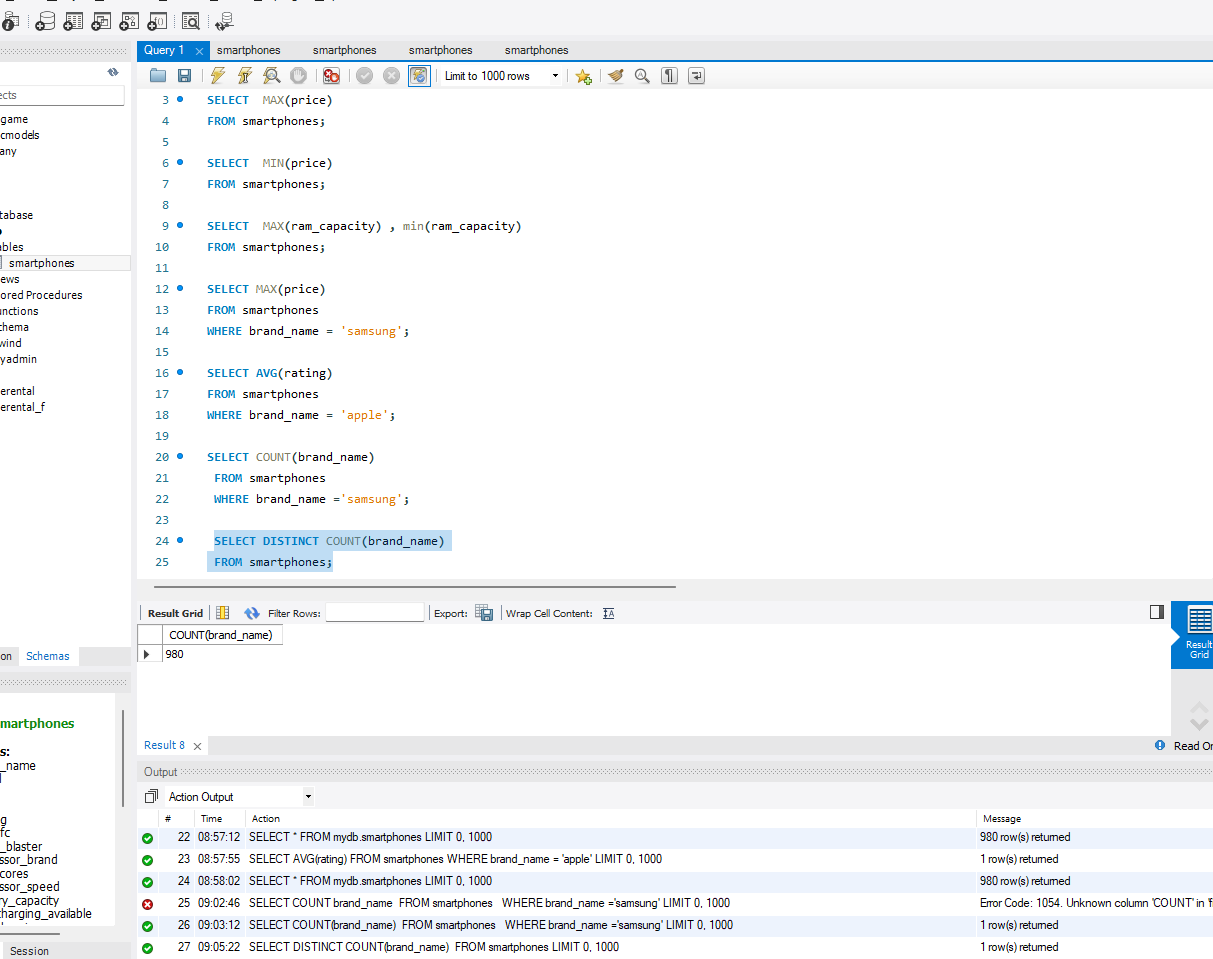 Query 1 smartphones smartphones smartphones smartphones
Limit to 1000 rows
ects
game
cmodels
any
tabase
ables
smartphones
ews
ored Procedures
unctions
chema
wind
yadmin
erental
erental_f
on Schemas
martphones
s:
_name
g
fc
_blaster
ssor_brand
cores
ssor_speed
ry_capacity
charging_available
Session
3 SELECT  MAX(price)
4 FROM smartphones;
5
6 SELECT  MIN(price)
7 FROM smartphones;
8
9 SELECT  MAX(ram_capacity) , min(ram_capacity)
10 FROM smartphones;
11
12 SELECT MAX(price)
13 FROM smartphones
14 WHERE brand_name = 'samsung';
15
16 SELECT AVG(rating)
17 FROM smartphones
18 WHERE brand_name = 'apple';
19
20 SELECT COUNT(brand_name)
21 FROM smartphones
22 WHERE brand_name ='samsung';
23
24 SELECT DISTINCT COUNT(brand_name)
25 FROM smartphones;
Result Grid Filter Rows: Export: Wrap Cell Content:
COUNT(brand_name)
980
Result
Grid
Result 8
Read On
Output
Action Output
# Time Action Message
22 08:57:12 SELECT * FROM mydb.smartphones LIMIT 0, 1000 980 row(s) returned
23 08:57:55 SELECT AVG(rating) FROM smartphones WHERE brand_name = 'apple' LIMIT 0, 1000 1 row(s) returned
24 08:58:02 SELECT * FROM mydb.smartphones LIMIT 0, 1000 980 row(s) returned
25 09:02:46 SELECT COUNT brand_name  FROM smartphones   WHERE brand_name ='samsung' LIMIT 0, 1000 Error Code: 1054. Unknown column 'COUNT' in 'f
26 09:03:12 SELECT COUNT(brand_name)  FROM smartphones   WHERE brand_name ='samsung' LIMIT 0, 1000 1 row(s) returned
27 09:05:22 SELECT DISTINCT COUNT(brand_name)  FROM smartphones LIMIT 0, 1000 1 row(s) returned